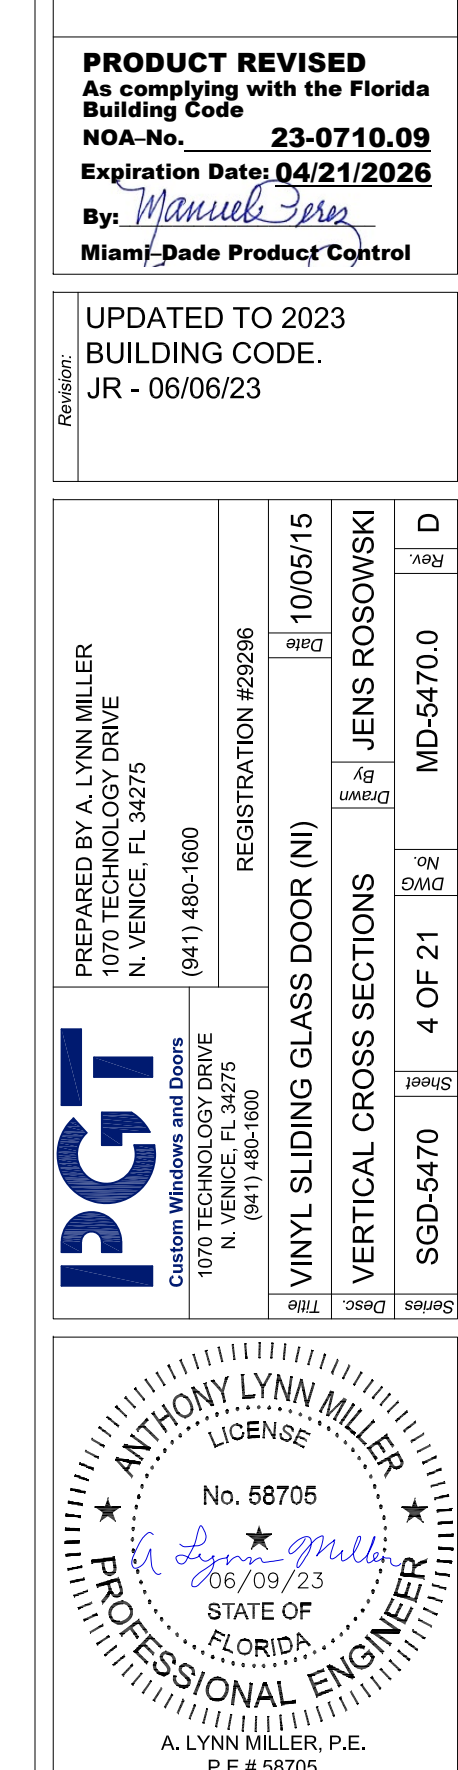 PRODUCT REVISED
As complying with the Florida
Building Code
NOA–No. 23-0710.09
Expiration Date: 04/21/2026
By: Manuel Perez
Miami–Dade Product Control
Revision:
UPDATED TO 2023
BUILDING CODE.
JR - 06/06/23
PREPARED BY A. LYNN MILLER
1070 TECHNOLOGY DRIVE
N. VENICE, FL 34275
(941) 480-1600
REGISTRATION #29296
PGT
Custom Windows and Doors
1070 TECHNOLOGY DRIVE
N. VENICE, FL 34275
(941) 480-1600
Title
VINYL SLIDING GLASS DOOR (NI)
Date
10/05/15
Desc.
VERTICAL CROSS SECTIONS
Drawn
By
JENS ROSOWSKI
Series
SGD-5470
Sheet
4 OF 21
DWG
No.
MD-5470.0
Rev.
D
ANTHONY LYNN MILLER
LICENSE
No. 58705
A Lynn Miller
06/09/23
STATE OF
FLORIDA
PROFESSIONAL ENGINEER
A. LYNN MILLER, P.E.
P.E.# 58705